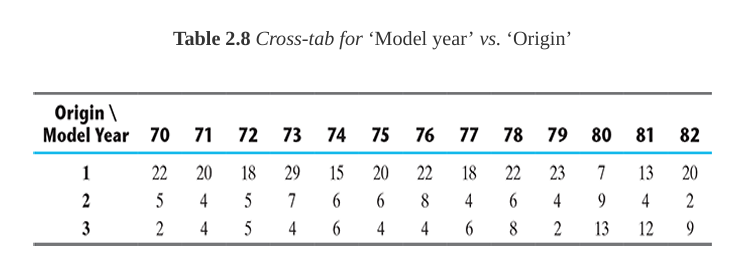 Table 2.8 Cross-tab for ‘Model year’ vs. ‘Origin’
Origin \
Model Year 70 71 72 73 74 75 76 77 78 79 80 81 82
1 22 20 18 29 15 20 22 18 22 23 7 13 20
2 5 4 5 7 6 6 8 4 6 4 9 4 2
3 2 4 5 4 6 4 4 6 8 2 13 12 9